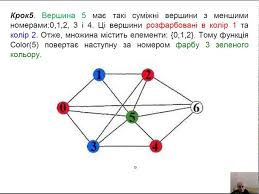 Крок5. Вершина 5 має такі суміжні вершини з меншими
номерами:0,1,2, 3 і 4. Ці вершини розфарбовані в колір 1 та
колір 2. Отже, множина містить елементи: {0,1,2}. Тому функція
Color(5) повертає наступну за номером фарбу 3 зеленого
кольору.
1
2
0
5
6
3
4